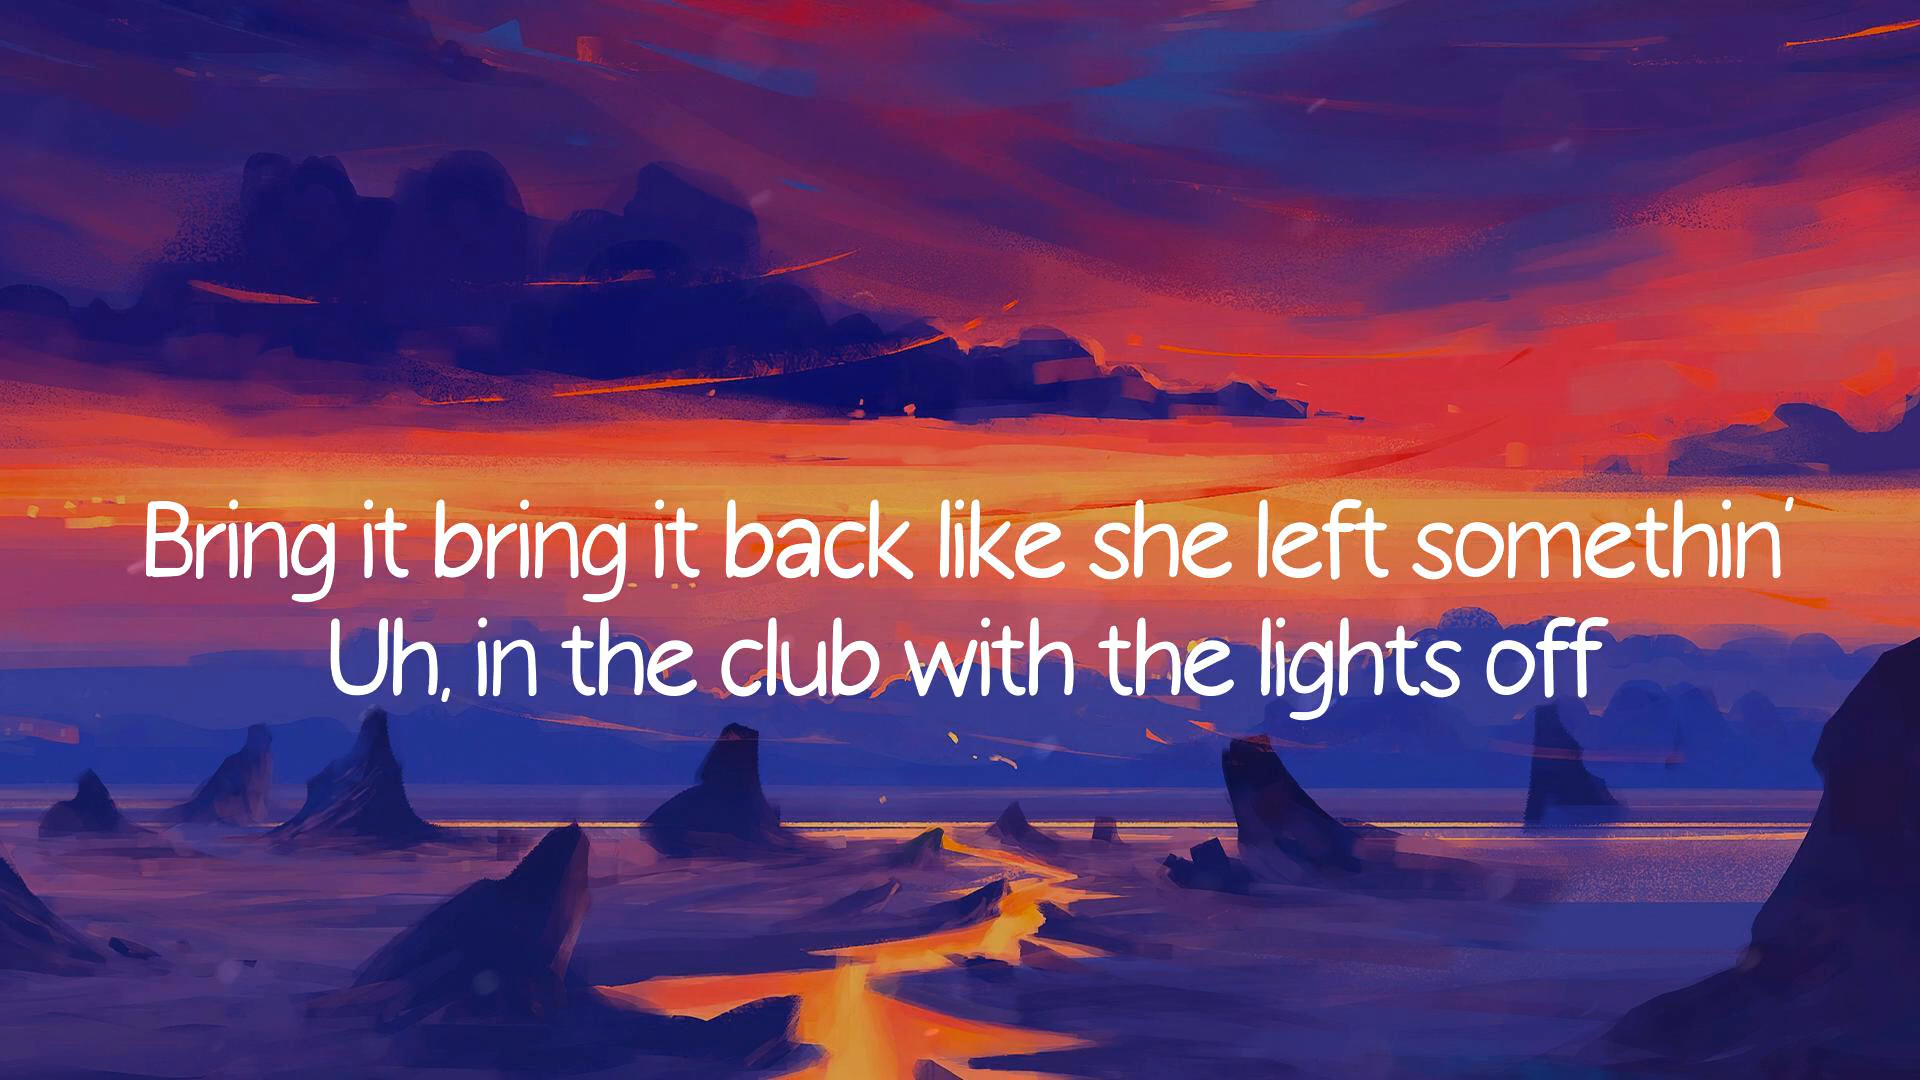 Bring it bring it back like she left somethin'
Uh, in the club with the lights off